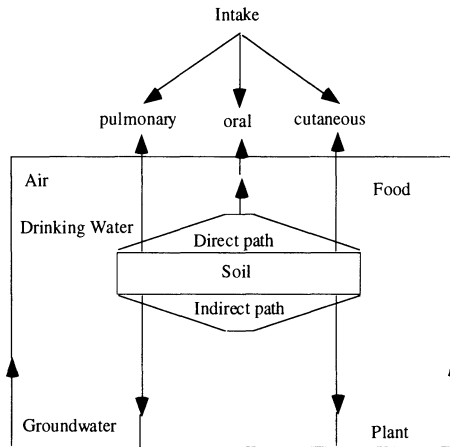 Intake
pulmonary oral cutaneous
Air
Food
Drinking Water
Direct path
Soil
Indirect path
Groundwater
Plant